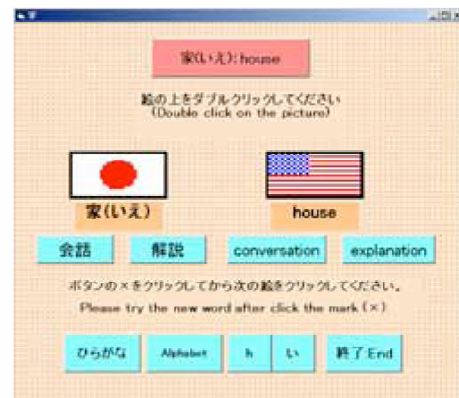 家(いえ):house
絵の上をダブルクリックしてください
(Double click on the picture)
家(いえ) house
会話 解説 conversation explanation
ボタンの×をクリックしてから次の絵をクリックしてください。
Please try the new word after click the mark (×)
ひらがな Alphabet h い 終了:End